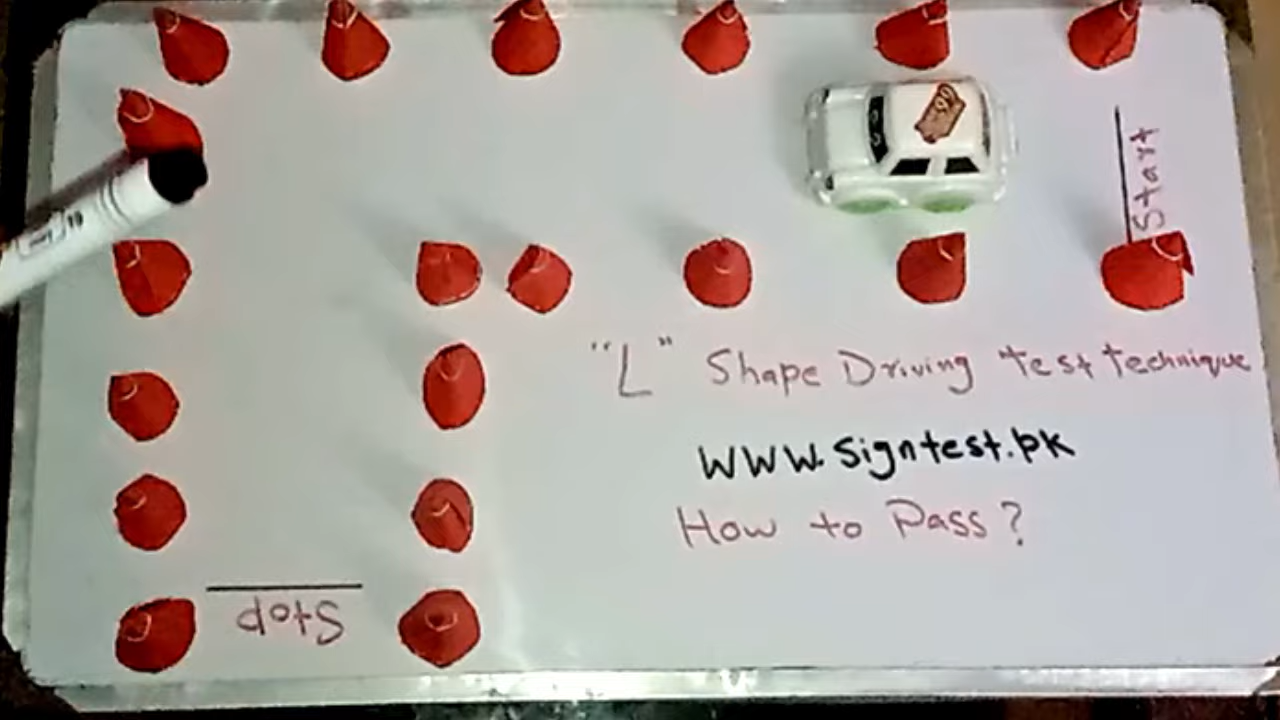 Start
"L" Shape Driving test technique
WWW.Signtest.pk
How to Pass?
Stop